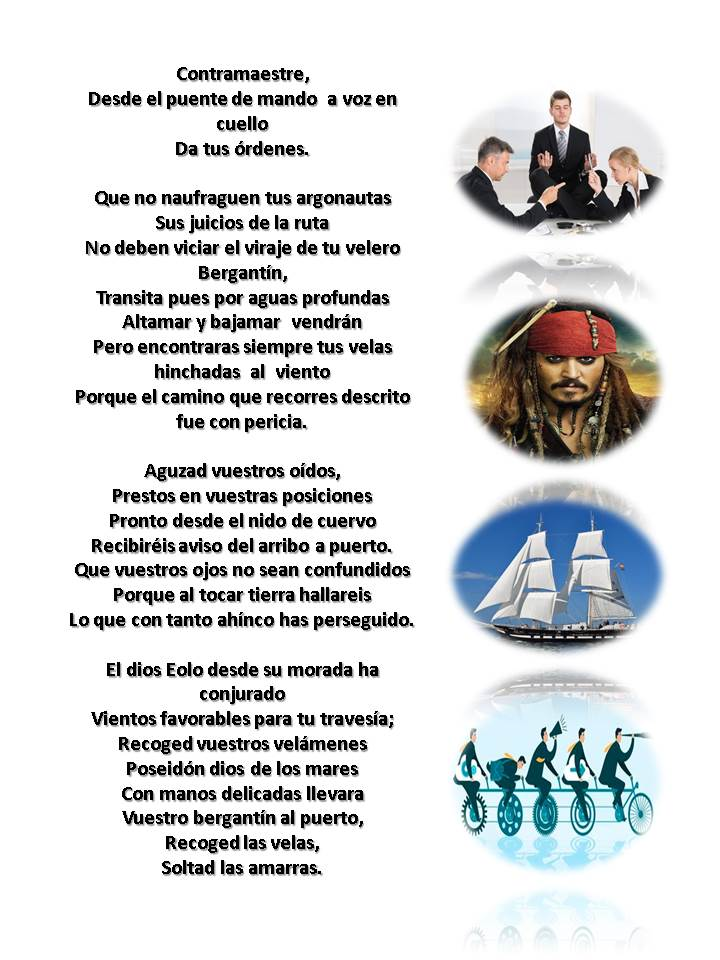 Contramaestre,
Desde el puente de mando a voz en
cuello
Da tus órdenes.
Que no naufraguen tus argonautas
Sus juicios de la ruta
No deben viciar el viraje de tu velero
Bergantín,
Transita pues por aguas profundas
Altamar y bajamar vendrán
Pero encontraras siempre tus velas
hinchadas al viento
Porque el camino que recorres descrito
fue con pericia.
Aguzad vuestros oídos,
Prestos en vuestras posiciones
Pronto desde el nido de cuervo
Recibiréis aviso del arribo a puerto.
Que vuestros ojos no sean confundidos
Porque al tocar tierra hallareis
Lo que con tanto ahínco has perseguido.
El dios Eolo desde su morada ha
conjurado
Vientos favorables para tu travesía;
Recoged vuestros velámenes
Poseidón dios de los mares
Con manos delicadas llevara
Vuestro bergantín al puerto,
Recoged las velas,
Soltad las amarras.